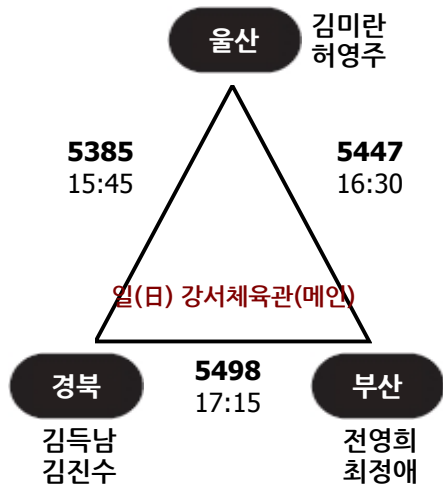 울산
김미란
허영주
5385
15:45
5447
16:30
일(日) 강서체육관(메인)
경북
5498
17:15
부산
김득남
김진수
전영희
최정애